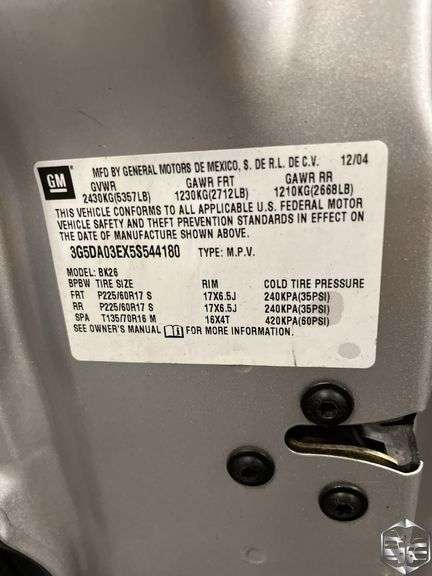 GM
MFD BY GENERAL MOTORS DE MEXICO, S. DE R.L. DE C.V. 12/04
GVWR GAWR FRT GAWR RR
2430KG(5357LB) 1230KG(2712LB) 1210KG(2668LB)
THIS VEHICLE CONFORMS TO ALL APPLICABLE U.S. FEDERAL MOTOR
VEHICLE SAFETY AND THEFT PREVENTION STANDARDS IN EFFECT ON
THE DATE OF MANUFACTURE SHOWN ABOVE.
3G5DA03EX5S544180 TYPE: M.P.V.
MODEL: BK26
BPBW TIRE SIZE RIM COLD TIRE PRESSURE
FRT P225/60R17 S 17X6.5J 240KPA(35PSI)
RR P225/60R17 S 17X6.5J 240KPA(35PSI)
SPA T135/70R16 M 16X4T 420KPA(60PSI)
SEE OWNER'S MANUAL FOR MORE INFORMATION.